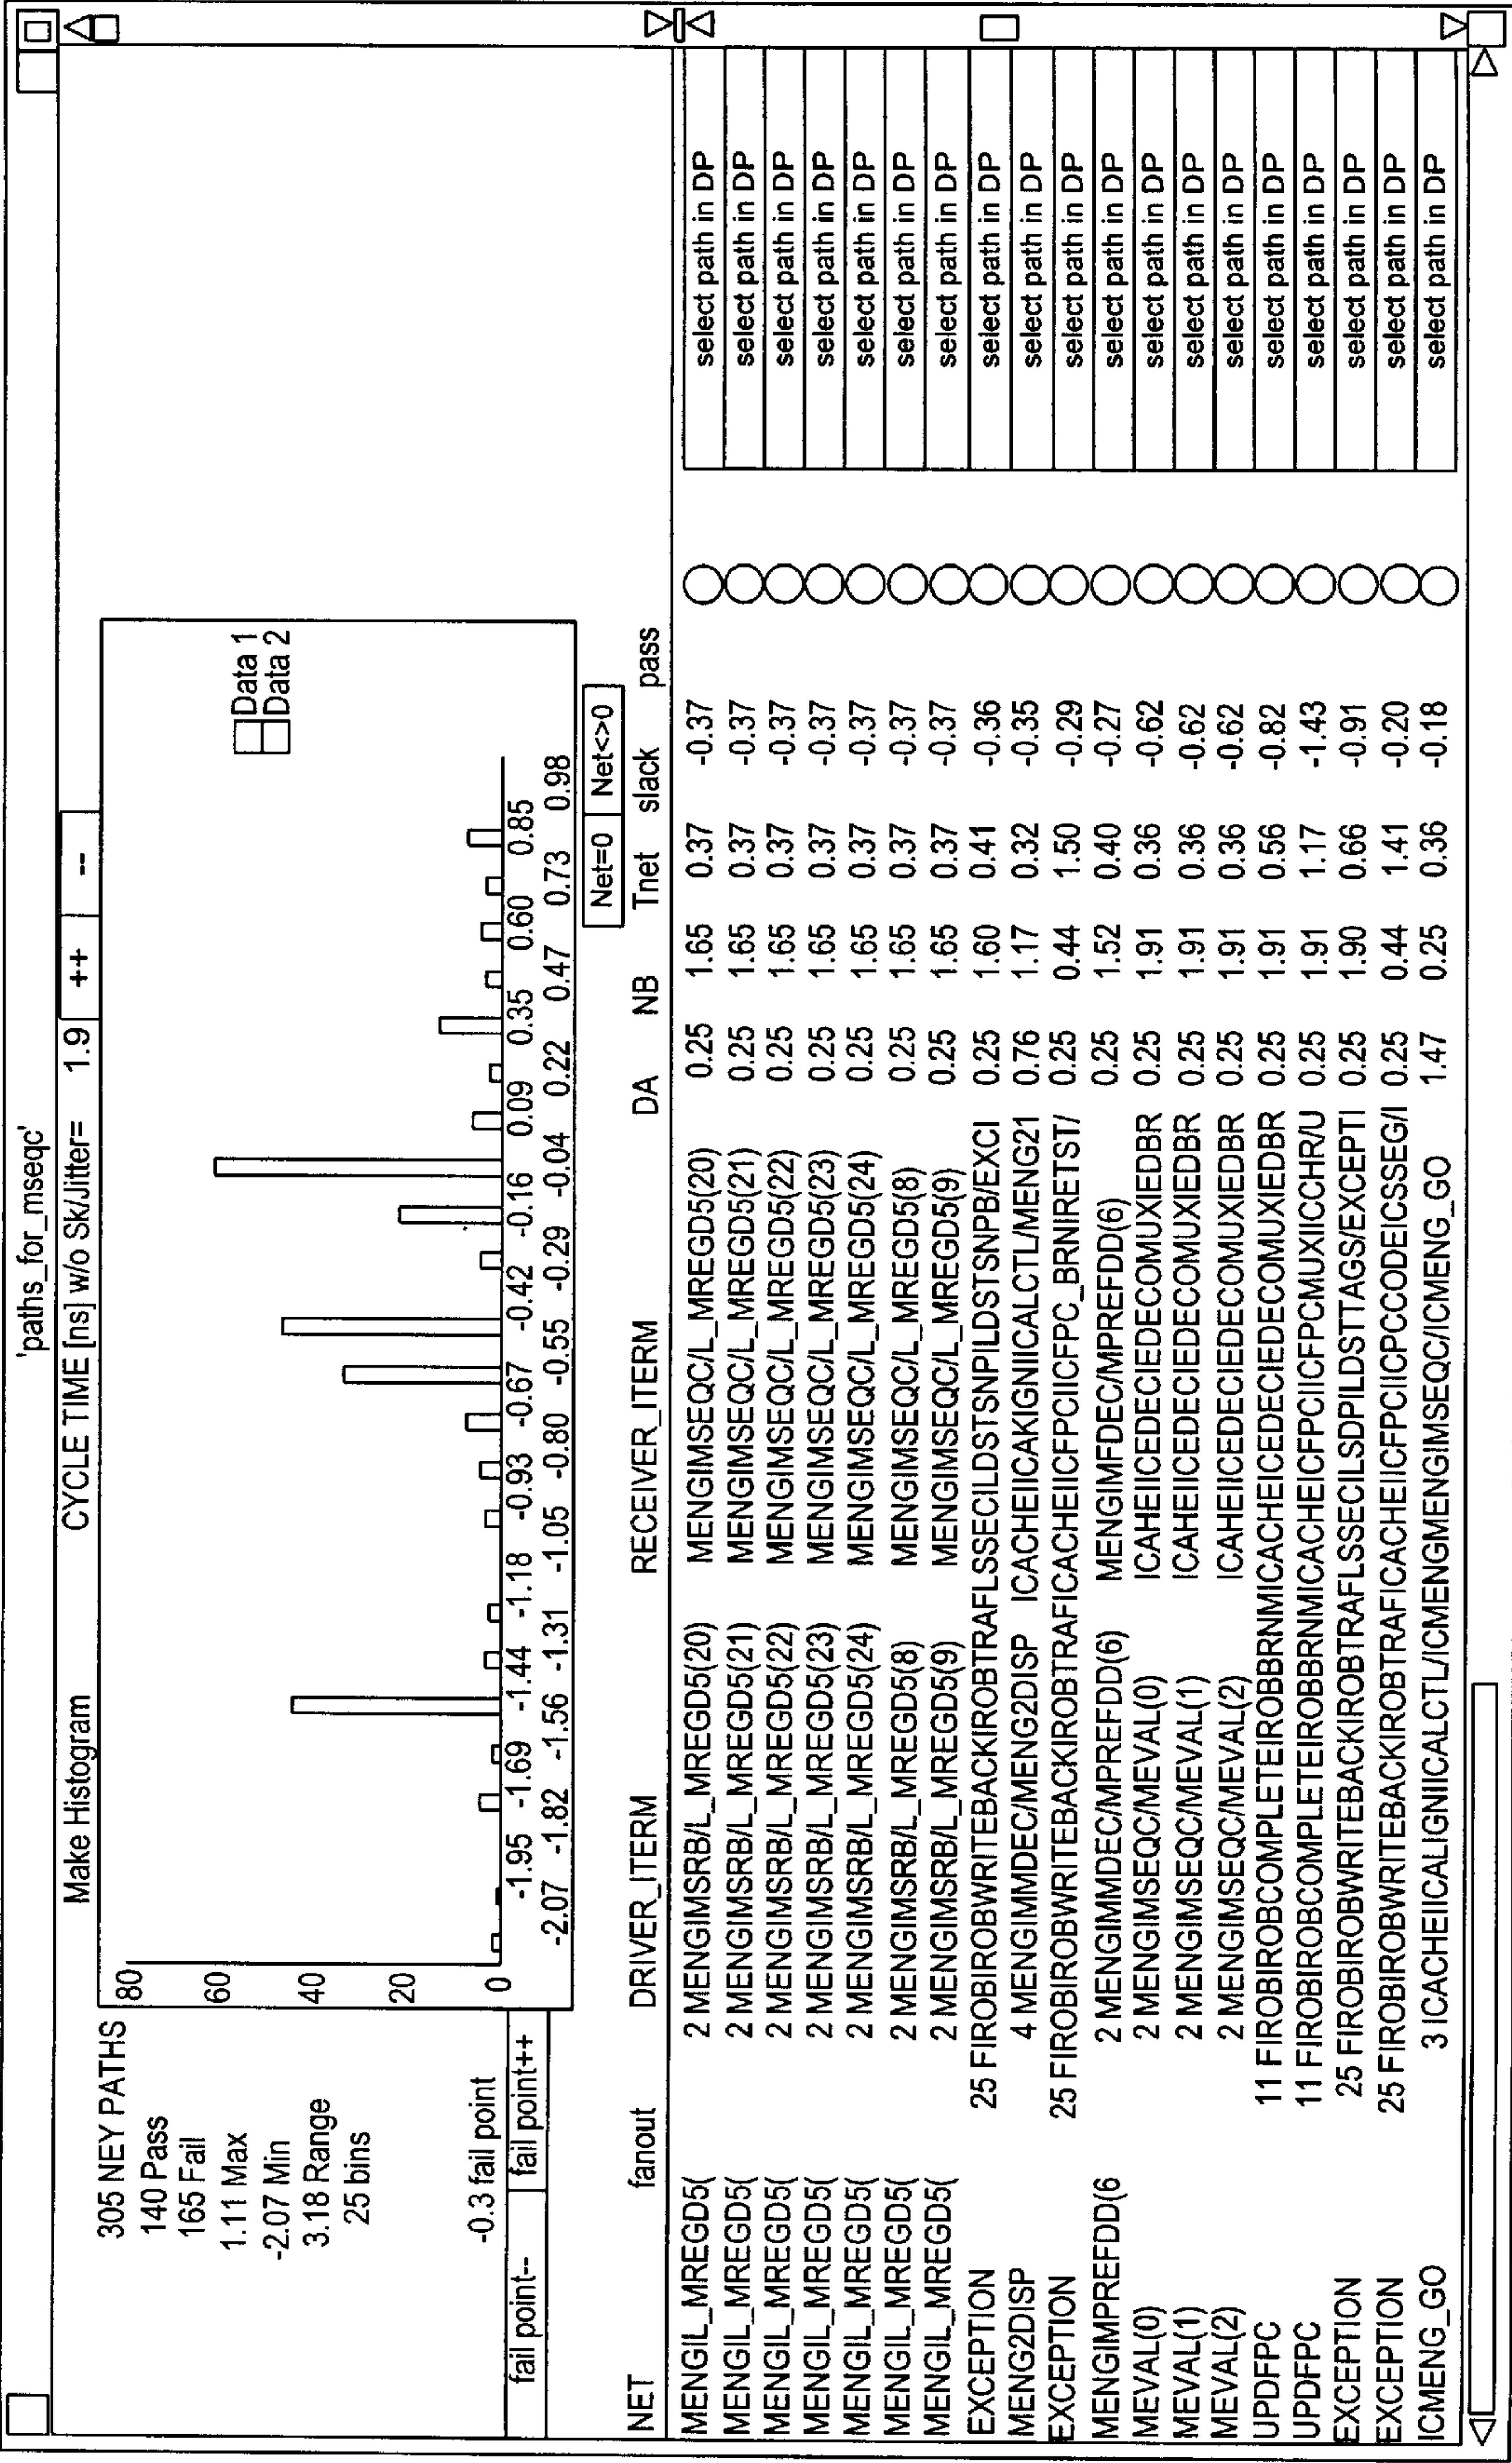 'paths_for_mseqc'
Make Histogram CYCLE TIME [ns] w/o Sk/Jitter= 1.9 ++ --
305 NEY PATHS
140 Pass
165 Fail
1.11 Max
-2.07 Min
3.18 Range
25 bins
-0.3 fail point
fail point-- fail point++
80
60
40
20
0
Data 1
Data 2
-1.95 -1.69 -1.44 -1.18 -0.93 -0.67 -0.42 -0.16 0.09 0.35 0.60 0.85
-2.07 -1.82 -1.56 -1.31 -1.05 -0.80 -0.55 -0.29 -0.04 0.22 0.47 0.73 0.98
Net=0 Net<>0
NET fanout DRIVER_ITERM RECEIVER_ITERM DA NB Tnet slack pass
MENGIL_MREGD5( 2 MENGIMSRB/L_MREGD5(20) MENGIMSEQC/L_MREGD5(20) 0.25 1.65 0.37 -0.37 select path in DP
MENGIL_MREGD5( 2 MENGIMSRB/L_MREGD5(21) MENGIMSEQC/L_MREGD5(21) 0.25 1.65 0.37 -0.37 select path in DP
MENGIL_MREGD5( 2 MENGIMSRB/L_MREGD5(22) MENGIMSEQC/L_MREGD5(22) 0.25 1.65 0.37 -0.37 select path in DP
MENGIL_MREGD5( 2 MENGIMSRB/L_MREGD5(23) MENGIMSEQC/L_MREGD5(23) 0.25 1.65 0.37 -0.37 select path in DP
MENGIL_MREGD5( 2 MENGIMSRB/L_MREGD5(24) MENGIMSEQC/L_MREGD5(24) 0.25 1.65 0.37 -0.37 select path in DP
MENGIL_MREGD5( 2 MENGIMSRB/L_MREGD5(8) MENGIMSEQC/L_MREGD5(8) 0.25 1.65 0.37 -0.37 select path in DP
MENGIL_MREGD5( 2 MENGIMSRB/L_MREGD5(9) MENGIMSEQC/L_MREGD5(9) 0.25 1.65 0.37 -0.37 select path in DP
EXCEPTION 25 FIROBIROBWRITEBACKIROBTRAFLSSECILDSTSNPILDSTSNPB/EXCI 0.25 1.60 0.41 -0.36 select path in DP
MENG2DISP 4 MENGIMMDEC/MENG2DISP ICACHEIICAKIGNIICALCTL/MENG21 0.76 1.17 0.32 -0.35 select path in DP
EXCEPTION 25 FIROBIROBWRITEBACKIROBTRAFICACHEIICFPCIICFPC_BRNIRETST/ 0.25 0.44 1.50 -0.29 select path in DP
MENGIMPREFDD(6 2 MENGIMMDEC/MPREFDD(6) MENGIMFDEC/MPREFDD(6) 0.25 1.52 0.40 -0.27 select path in DP
MEVAL(0) 2 MENGIMSEQC/MEVAL(0) ICAHEIICEDECIEDECOMUXIEDBR 0.25 1.91 0.36 -0.62 select path in DP
MEVAL(1) 2 MENGIMSEQC/MEVAL(1) ICAHEIICEDECIEDECOMUXIEDBR 0.25 1.91 0.36 -0.62 select path in DP
MEVAL(2) 2 MENGIMSEQC/MEVAL(2) ICAHEIICEDECIEDECOMUXIEDBR 0.25 1.91 0.36 -0.62 select path in DP
UPDFPC 11 FIROBIROBCOMPLETEIROBBRNMICACHEICEDECIEDECOMUXIEDBR 0.25 1.91 0.56 -0.82 select path in DP
UPDFPC 11 FIROBIROBCOMPLETEIROBBRNMICACHEICFPCIICFPCMUXIICCHR/U 0.25 1.91 1.17 -1.43 select path in DP
EXCEPTION 25 FIROBIROBWRITEBACKIROBTRAFLSSECILSDPILDSTTAGS/EXCEPTI 0.25 1.90 0.66 -0.91 select path in DP
EXCEPTION 25 FIROBIROBWRITEBACKIROBTRAFICACHEIICFPCIICPCCODEICSSEG/I 0.25 0.44 1.41 -0.20 select path in DP
ICMENG_GO 3 ICACHEIICALIGNIICALCTL/ICMENGMENGIMSEQC/ICMENG_GO 1.47 0.25 0.36 -0.18 select path in DP